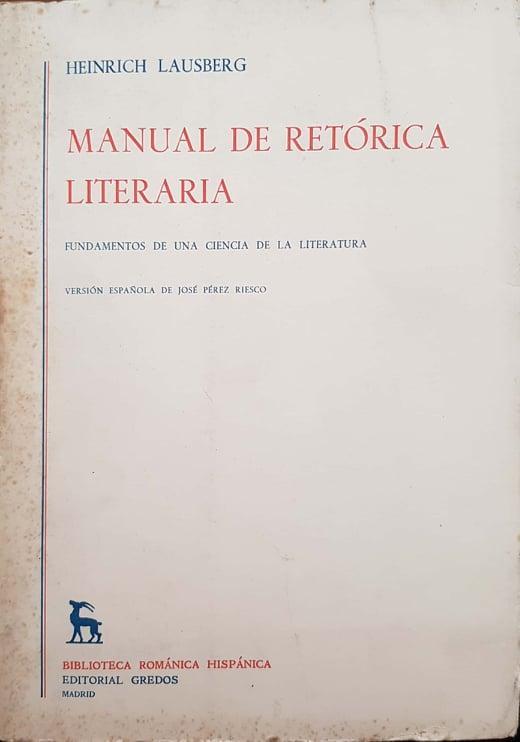 HEINRICH LAUSBERG
MANUAL DE RETÓRICA
LITERARIA
FUNDAMENTOS DE UNA CIENCIA DE LA LITERATURA
VERSIÓN ESPAÑOLA DE JOSÉ PÉREZ RIESCO
BIBLIOTECA ROMÁNICA HISPÁNICA
EDITORIAL GREDOS
MADRID